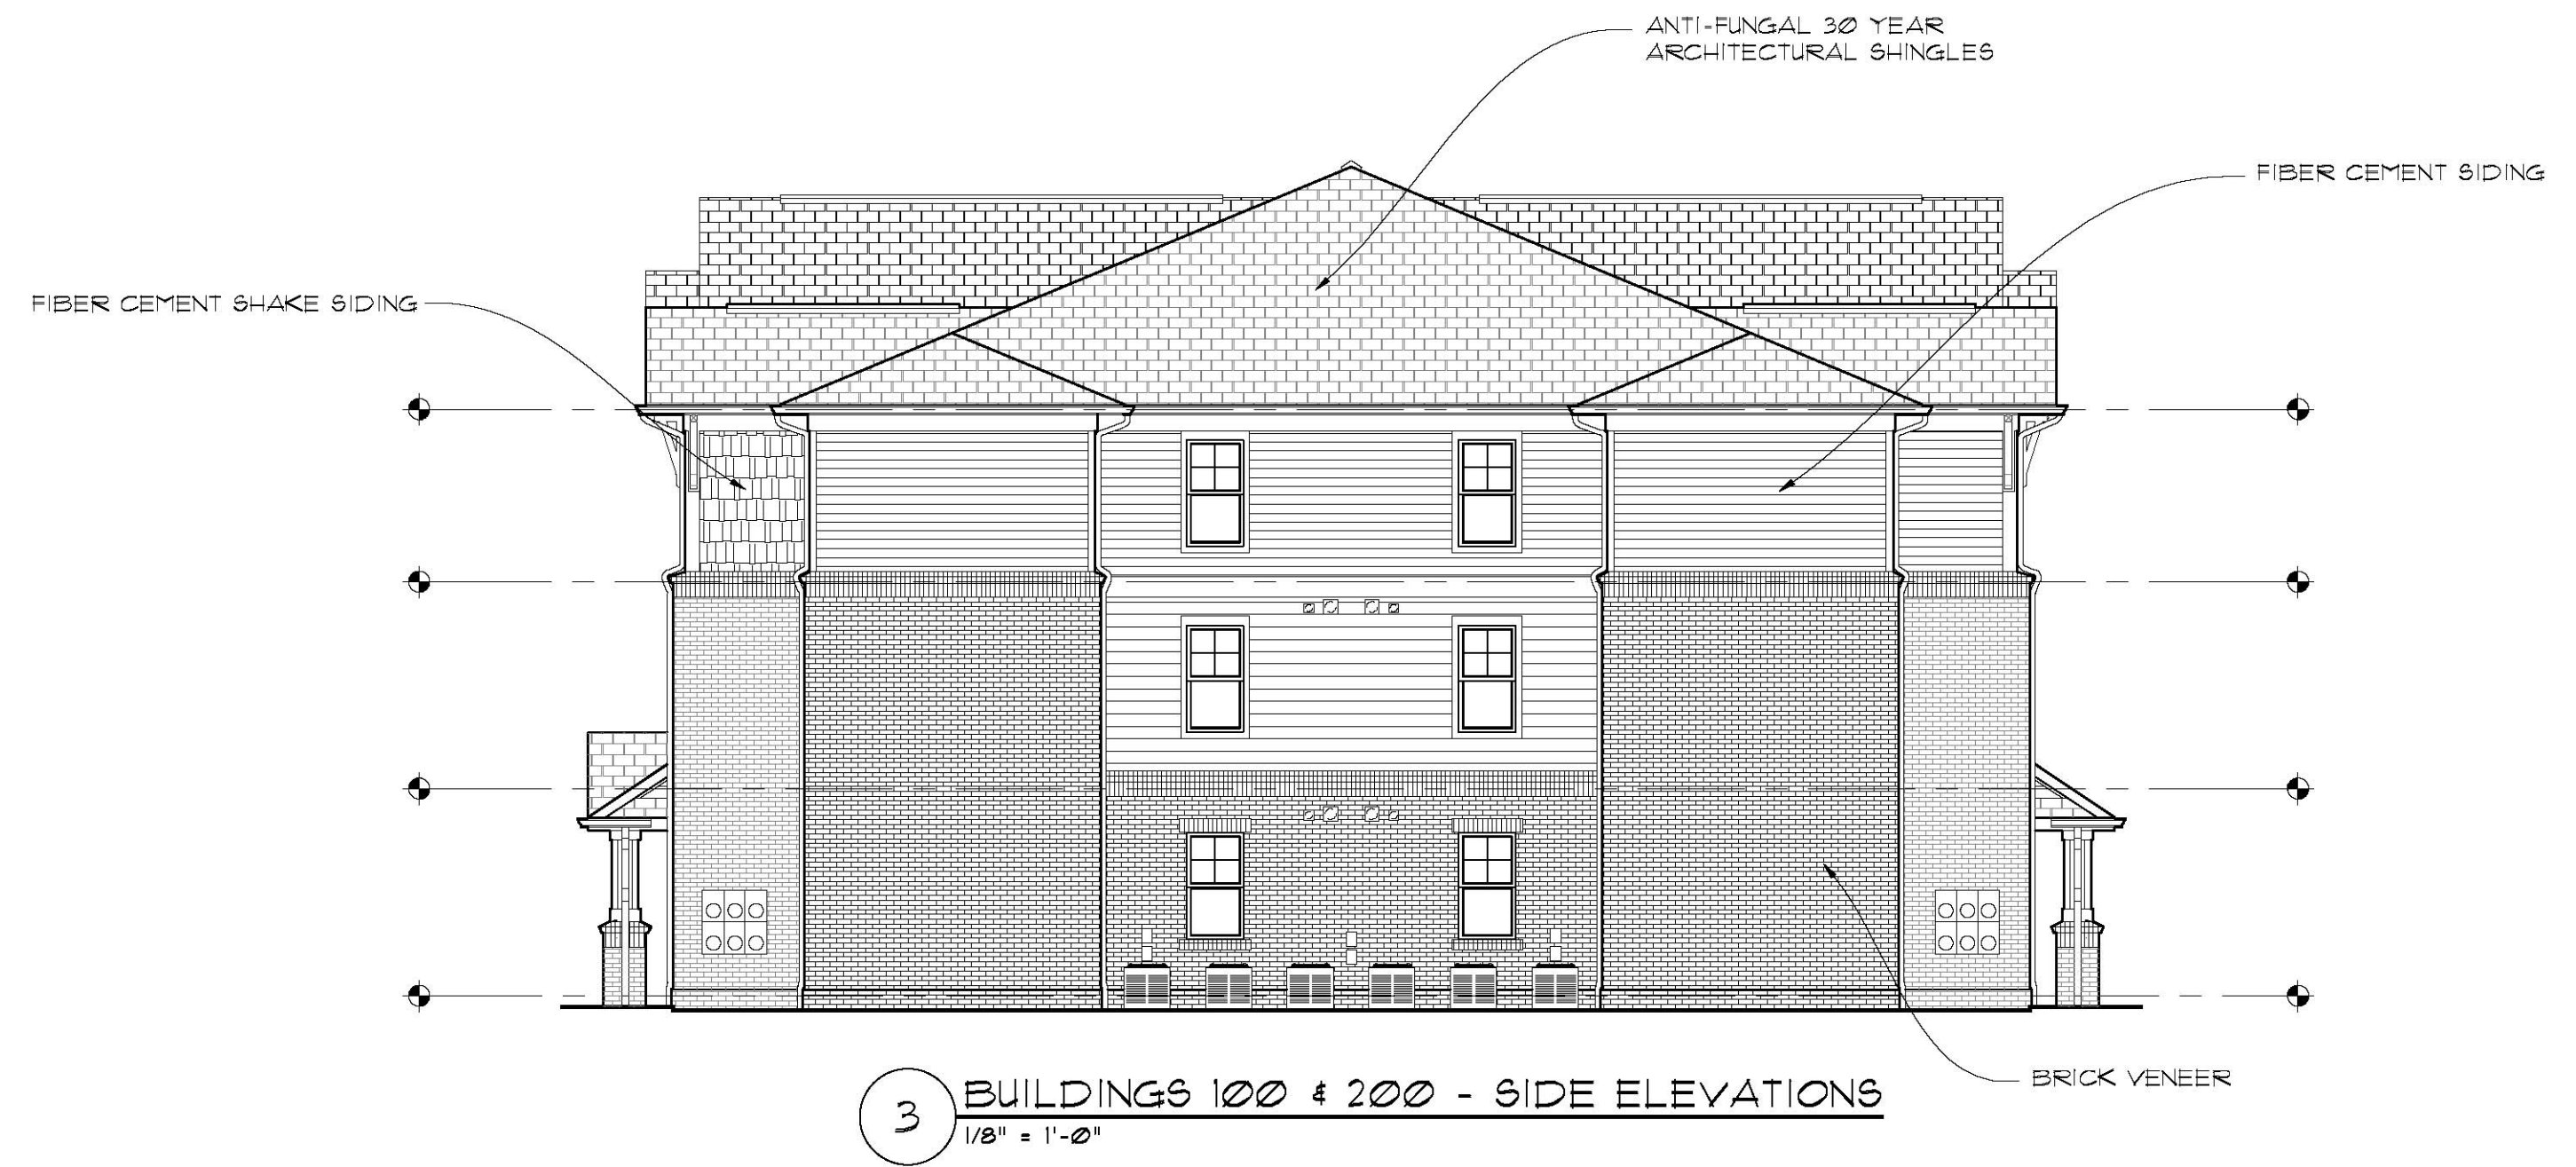 ANTI-FUNGAL 30 YEAR
ARCHITECTURAL SHINGLES
FIBER CEMENT SIDING
FIBER CEMENT SHAKE SIDING
BRICK VENEER
3
BUILDINGS 100 & 200 - SIDE ELEVATIONS
1/8" = 1'-0"